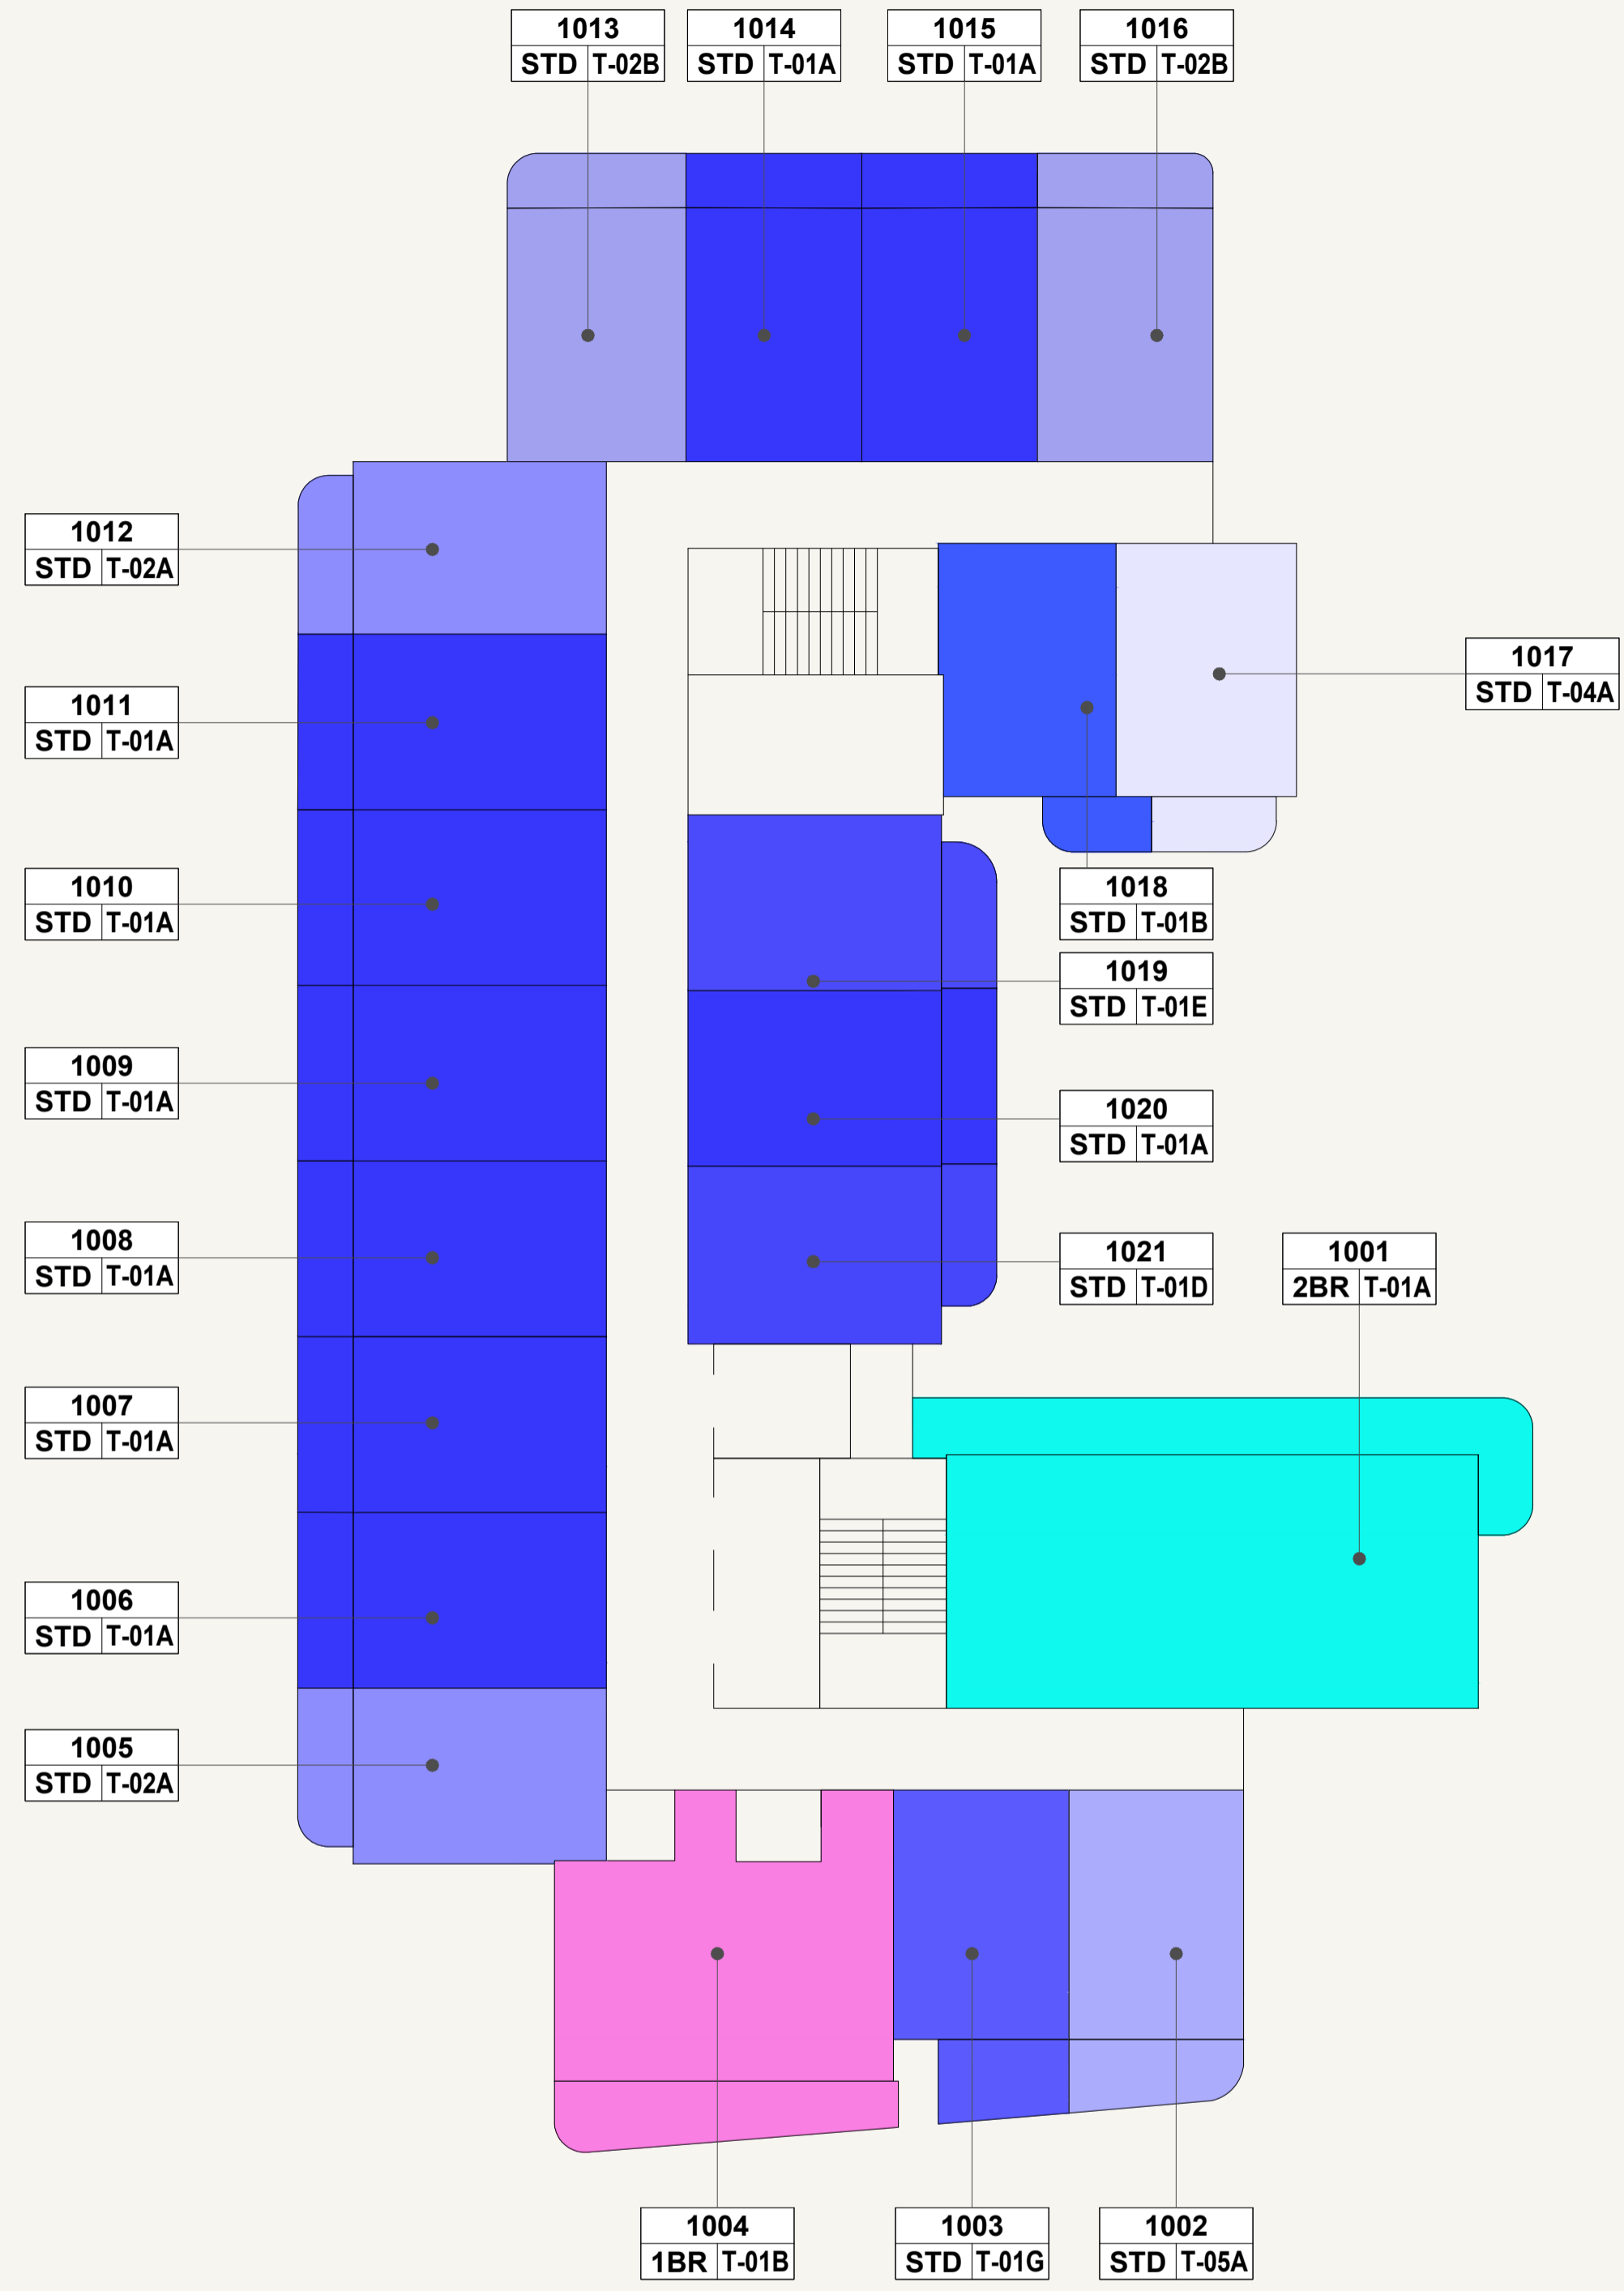 1013
STD T-02B
1014
STD T-01A
1015
STD T-01A
1016
STD T-02B
1012
STD T-02A
1011
STD T-01A
1017
STD T-04A
1010
STD T-01A
1018
STD T-01B
1019
STD T-01E
1009
STD T-01A
1020
STD T-01A
1008
STD T-01A
1021
STD T-01D
1001
2BR T-01A
1007
STD T-01A
1006
STD T-01A
1005
STD T-02A
1004
1BR T-01B
1003
STD T-01G
1002
STD T-05A